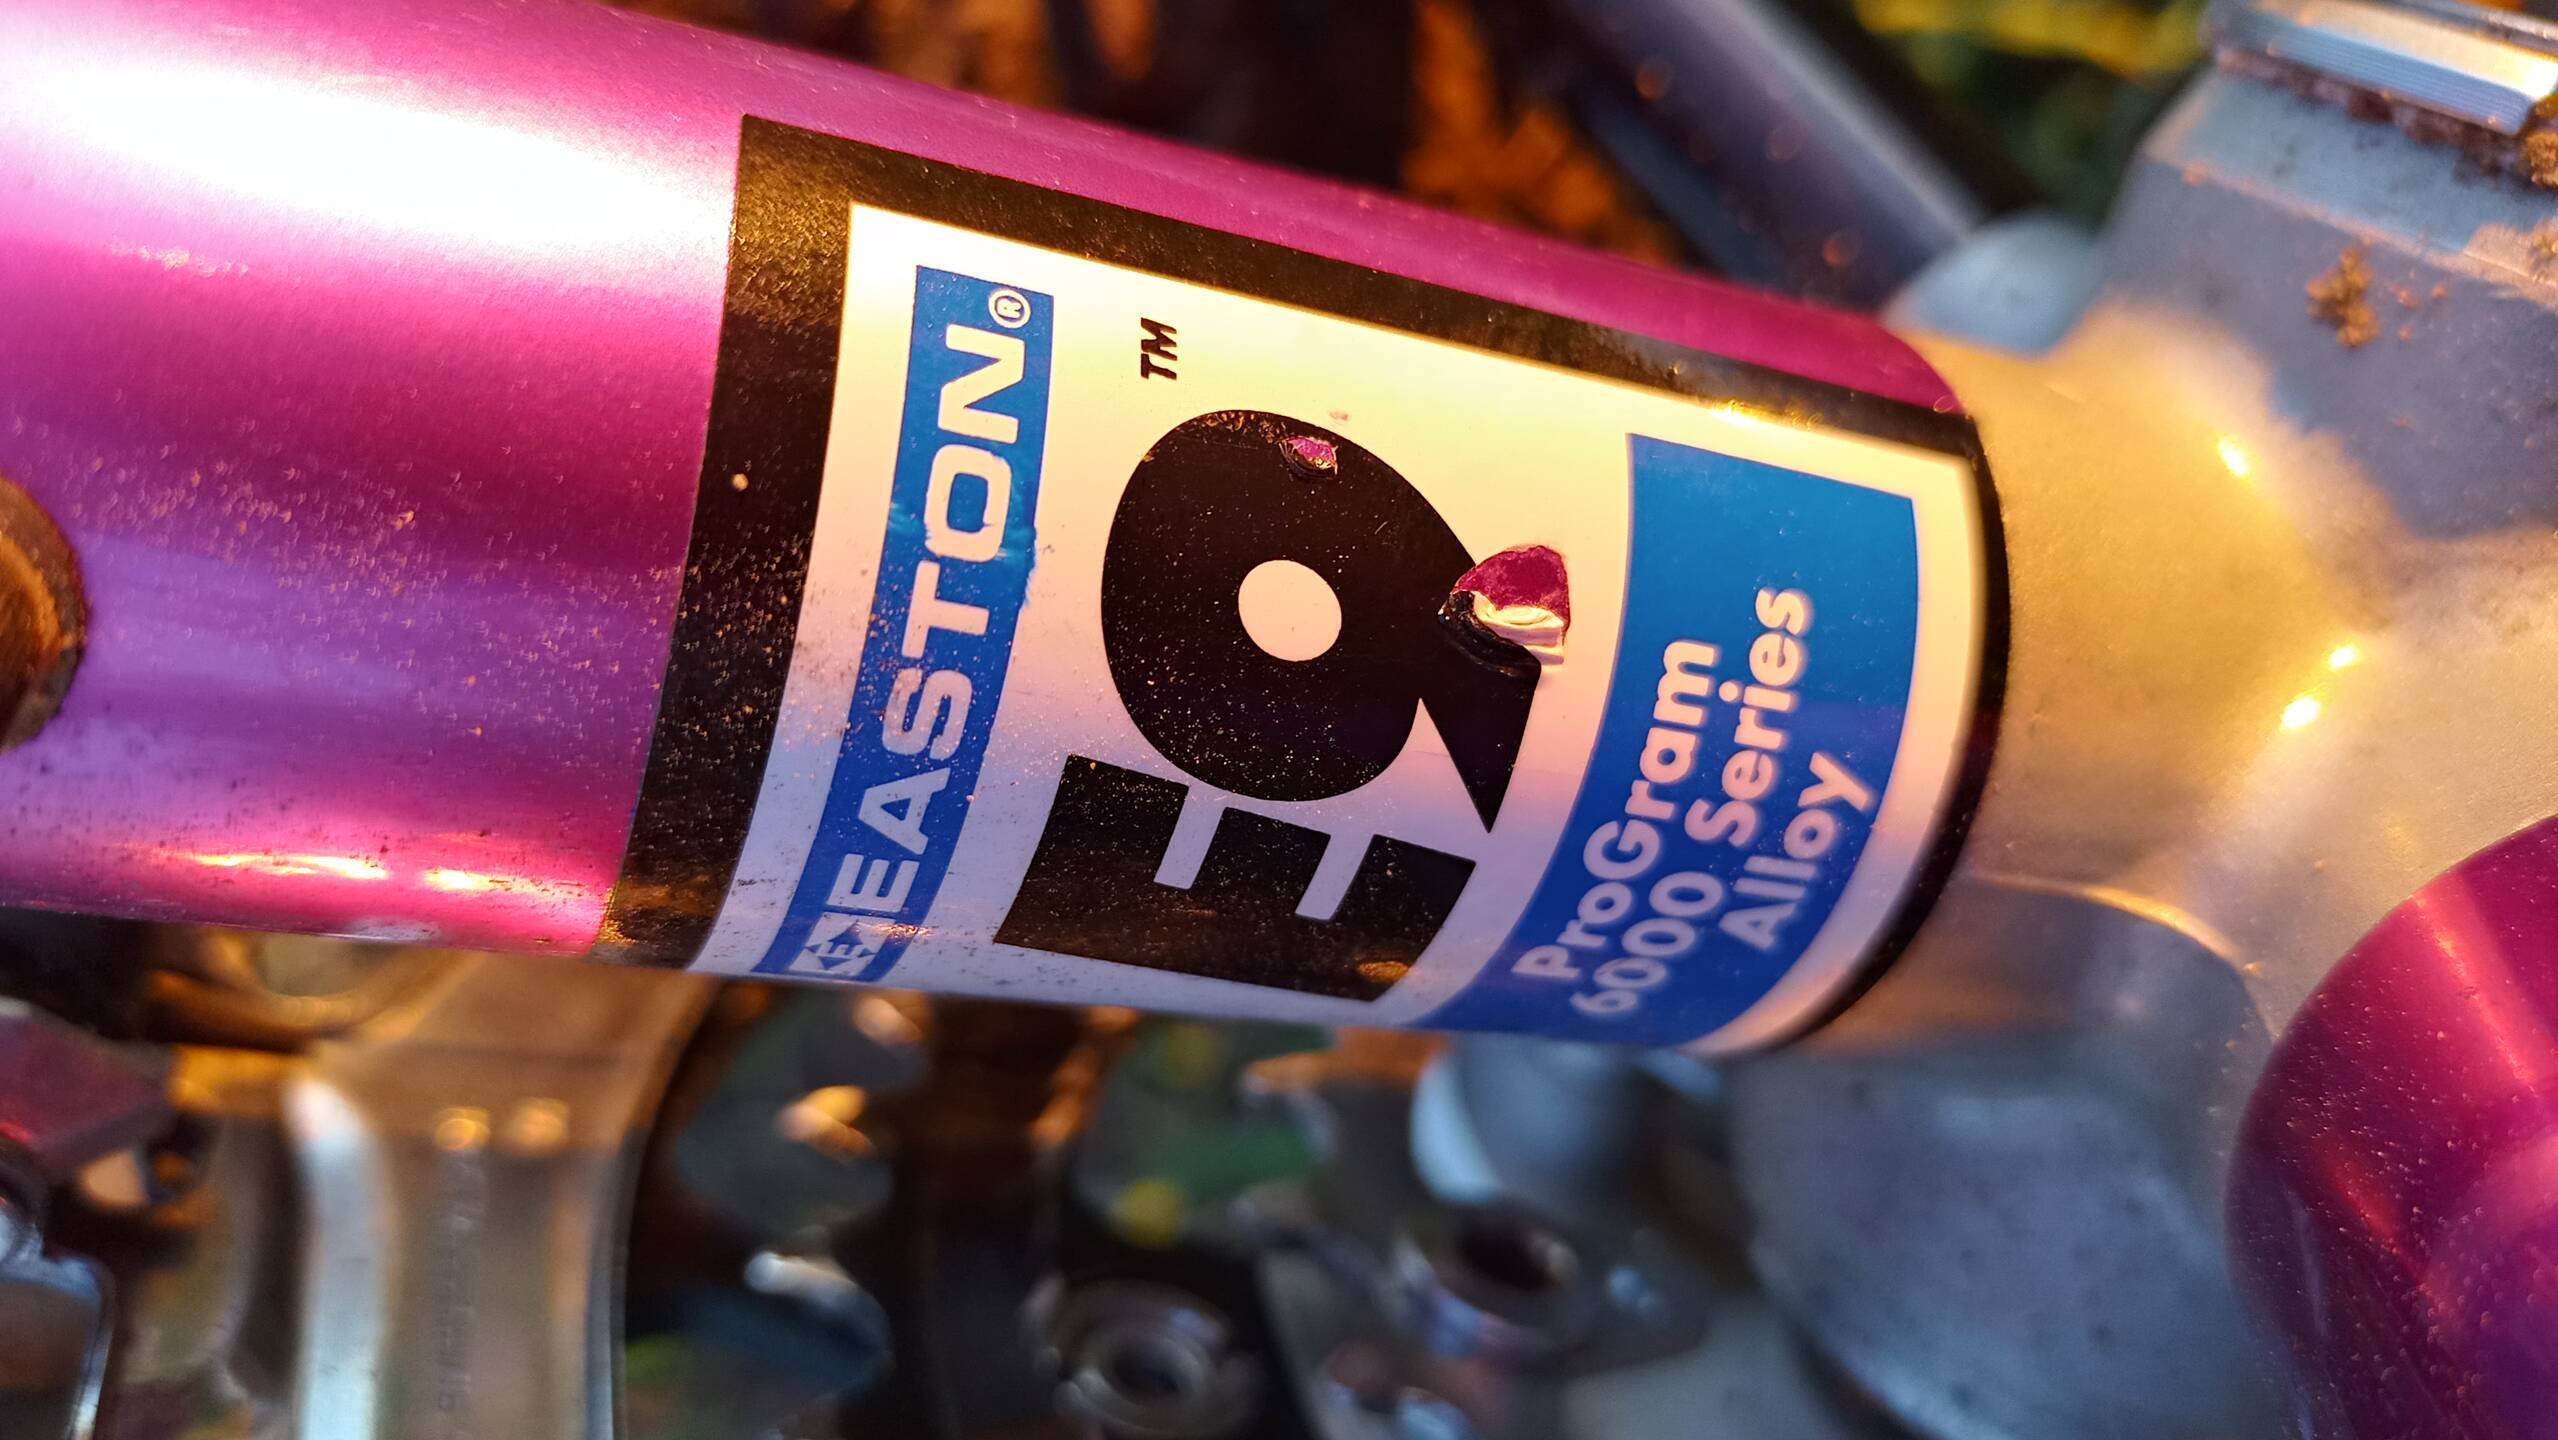 EASTON®
E9™
ProGram
6000 Series
Alloy